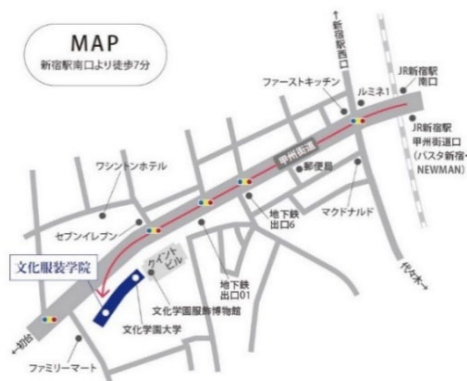 MAP
新宿駅南口より徒歩7分
←新宿駅西口
ファーストキッチン
ルミネ1
JR新宿駅
南口
JR新宿駅
甲州街道口
(バスタ新宿・
NEWMAN)
甲州街道
郵便局
マクドナルド
代々木→
ワシントンホテル
セブンイレブン
地下鉄
出口6
地下鉄
出口01
クイント
ビル
文化服装学院
文化学園服飾博物館
文化学園大学
←初台
ファミリーマート